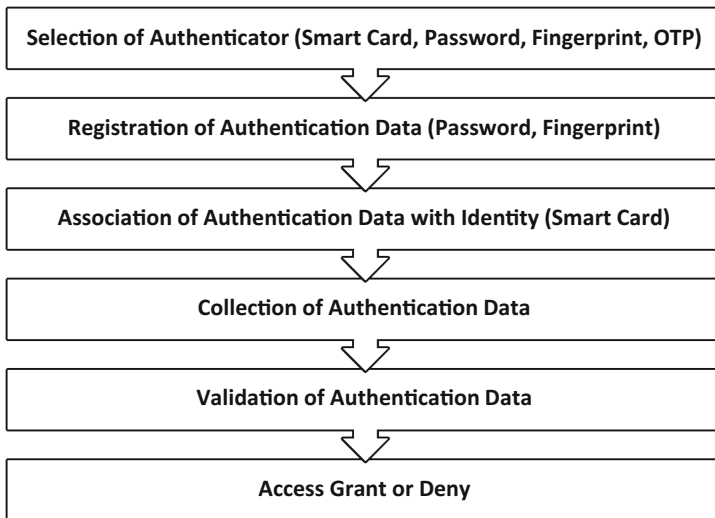 Selection of Authenticator (Smart Card, Password, Fingerprint, OTP)
Registration of Authentication Data (Password, Fingerprint)
Association of Authentication Data with Identity (Smart Card)
Collection of Authentication Data
Validation of Authentication Data
Access Grant or Deny